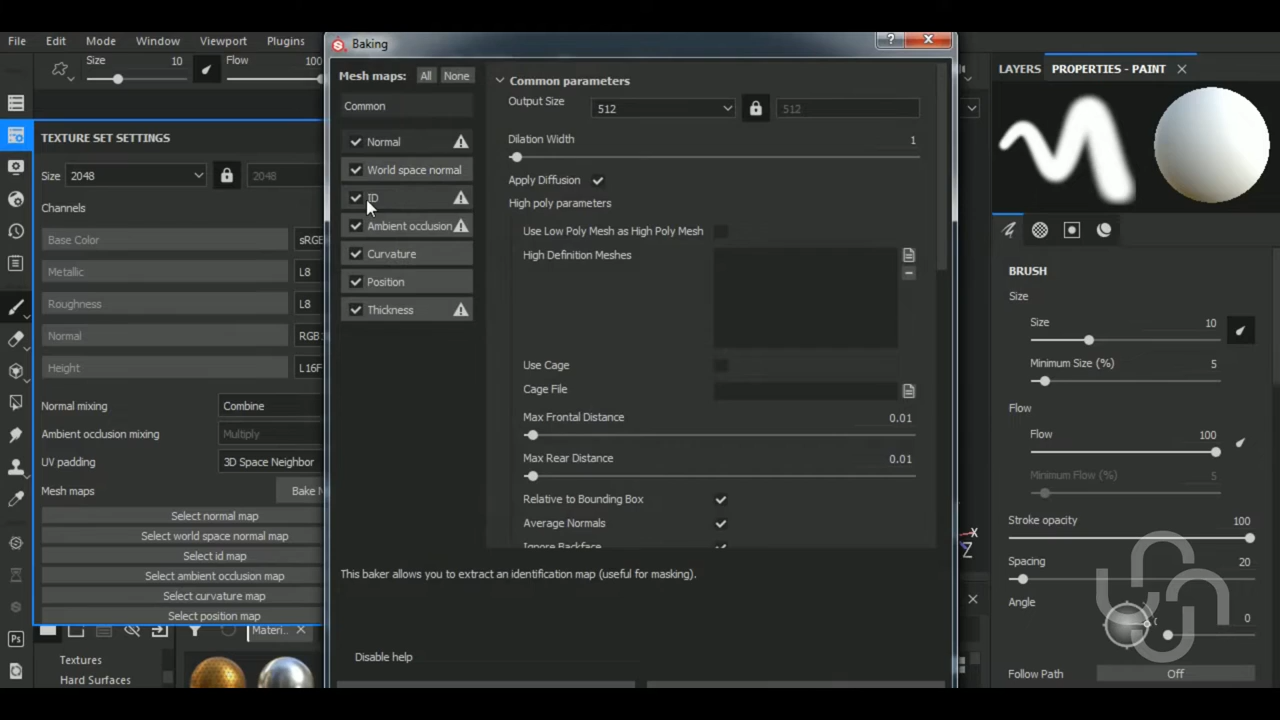 File Edit Mode Window Viewport Plugins
Size 10
Flow 100
TEXTURE SET SETTINGS
Size 2048 2048
Channels
Base Color sRG
Metallic L8
Roughness L8
Normal RGB
Height L16F
Normal mixing Combine
Ambient occlusion mixing Multiply
UV padding 3D Space Neighbor
Mesh maps Bake
Select normal map
Select world space normal map
Select id map
Select ambient occlusion map
Select curvature map
Select position map
Materi..
Textures
Hard Surfaces
Ps
Baking
Mesh maps: All None
Common
Normal
World space normal
ID
Ambient occlusion
Curvature
Position
Thickness
Common parameters
Output Size 512 512
Dilation Width 1
Apply Diffusion
High poly parameters
Use Low Poly Mesh as High Poly Mesh
High Definition Meshes
Use Cage
Cage File
Max Frontal Distance 0.01
Max Rear Distance 0.01
Relative to Bounding Box
Average Normals
Ignore Backface
This baker allows you to extract an identification map (useful for masking).
Disable help
LAYERS PROPERTIES - PAINT
BRUSH
Size
Size 10
Minimum Size (%) 5
Flow
Flow 100
Minimum Flow (%) 5
Stroke opacity 100
Spacing 20
Angle 0
Follow Path Off
X
Z